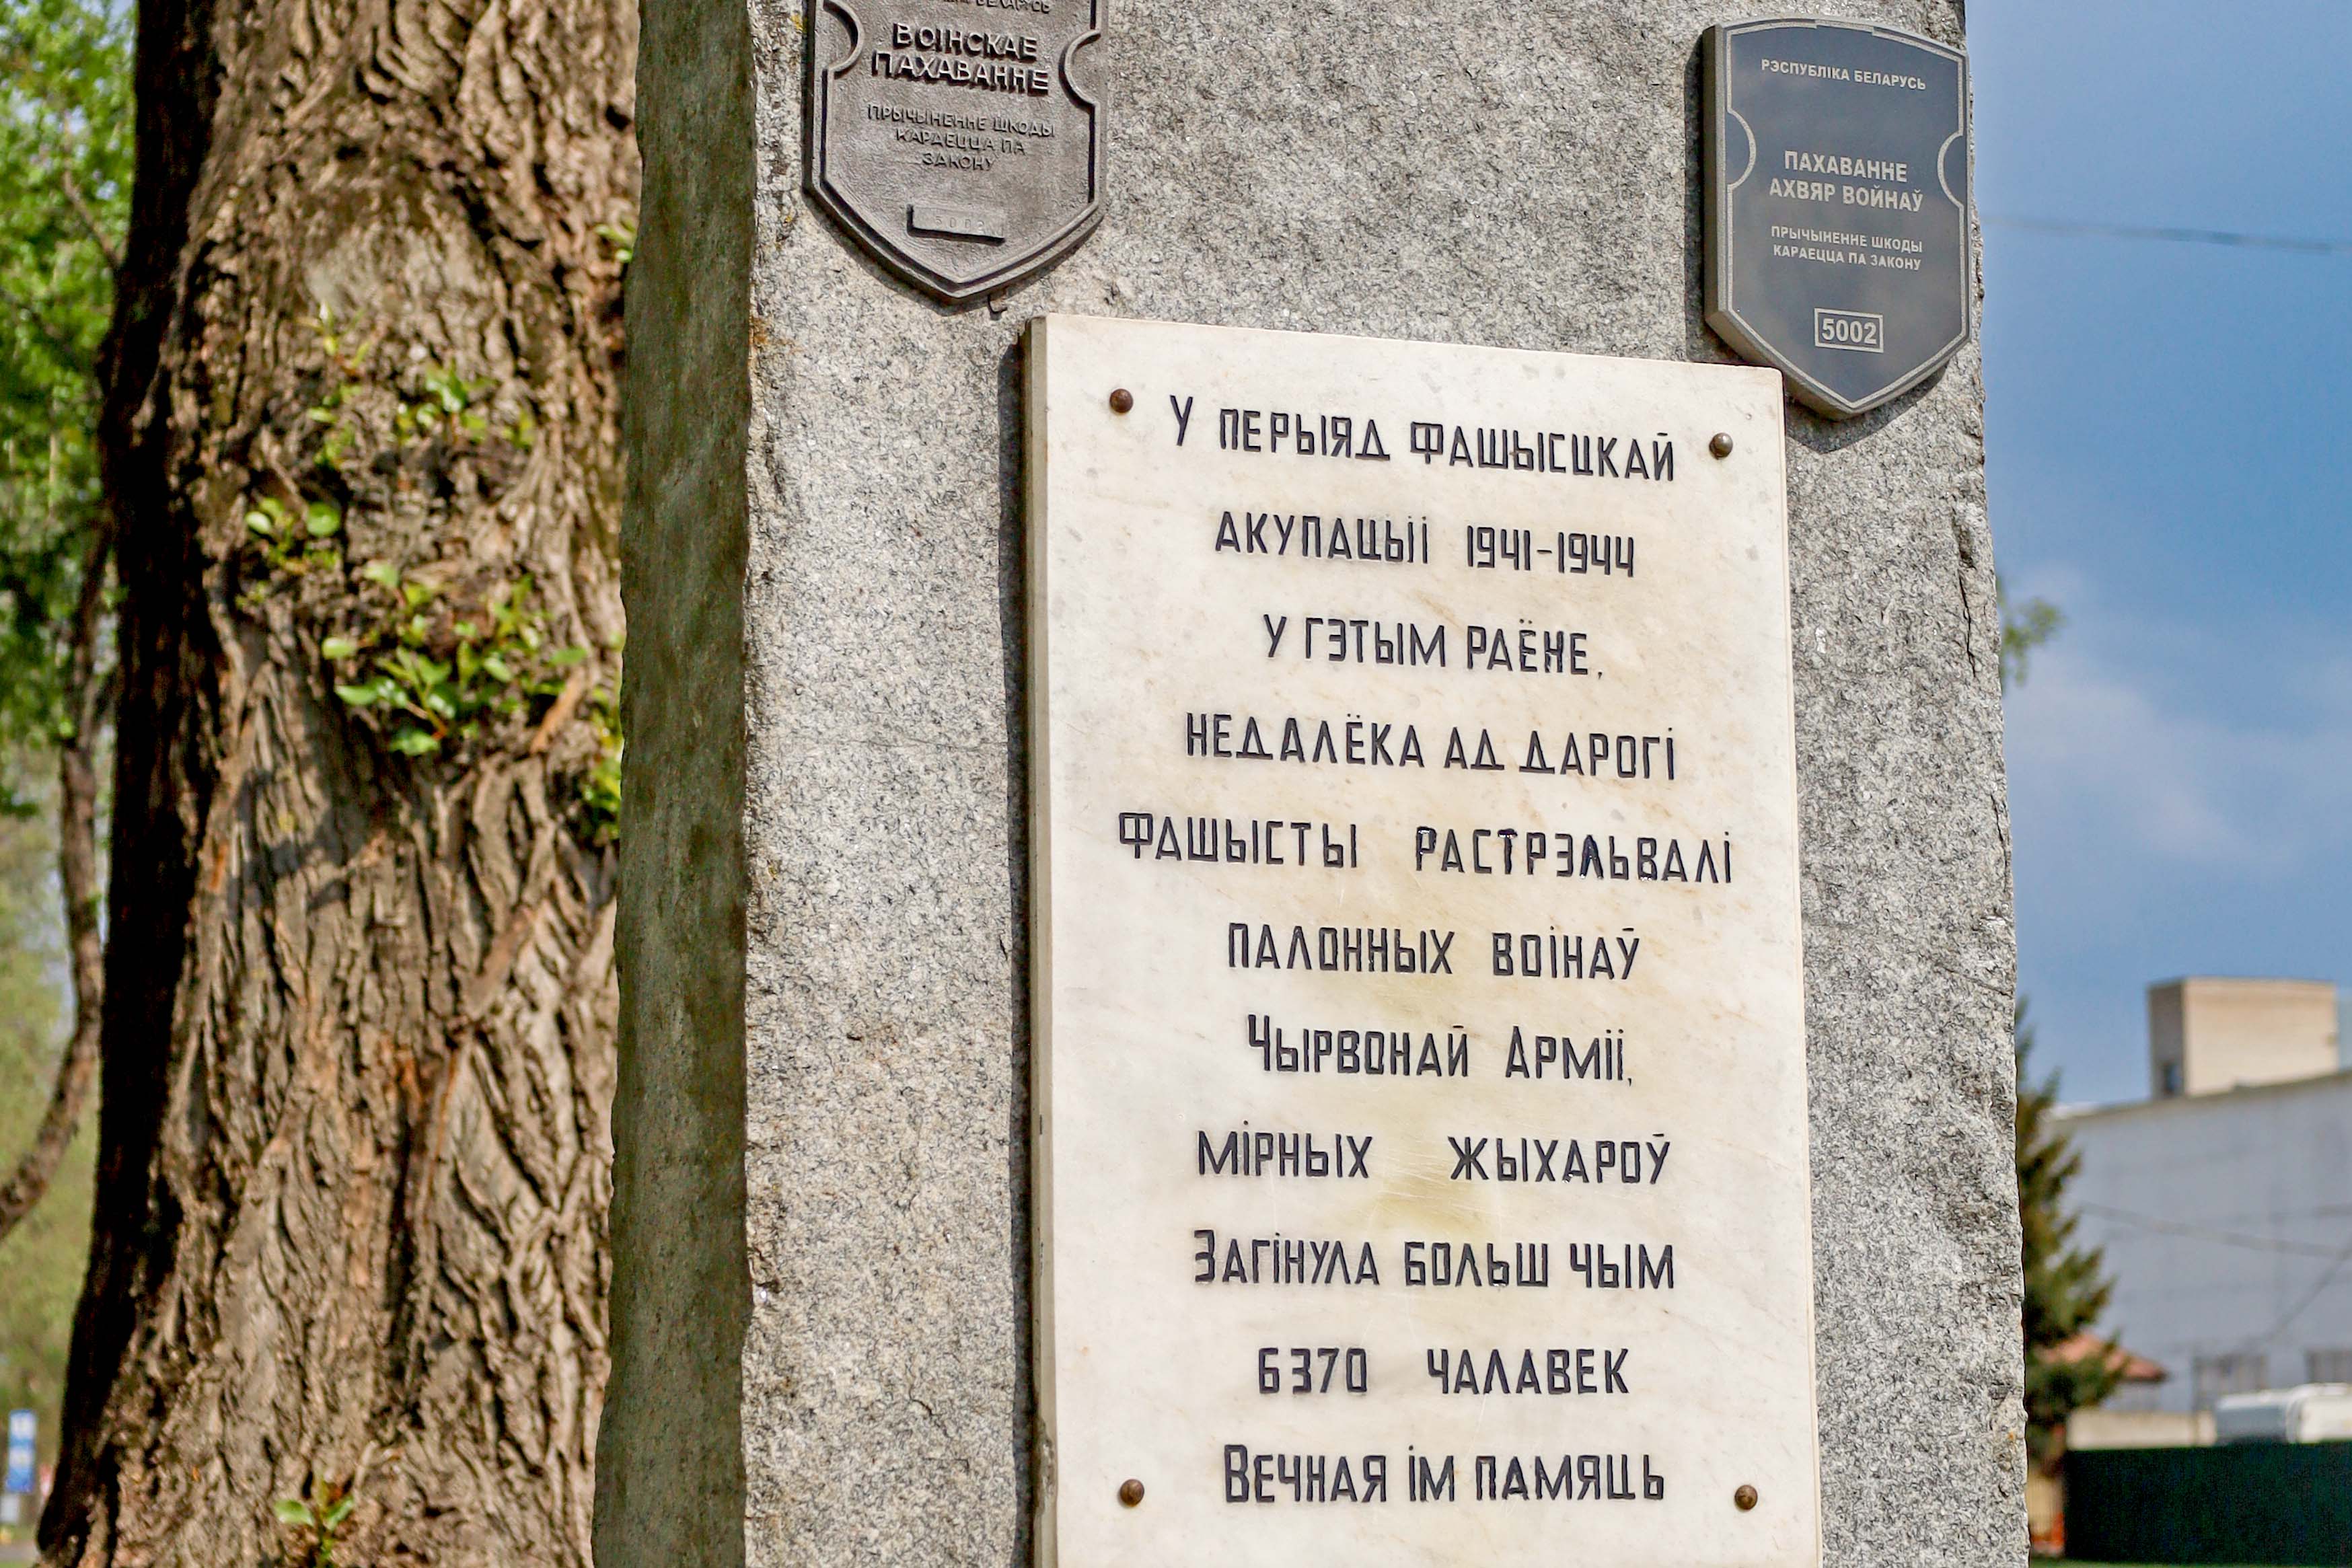 БЕЛАРУСЬ
ВОІНСКАЕ
ПАХАВАННЕ
ПРЫЧЫНЕННЕ ШКОДЫ
КАРАЕЦЦА ПА
ЗАКОНУ
РЭСПУБЛІКА БЕЛАРУСЬ
ПАХАВАННЕ
АХВЯР ВОЙНАЎ
ПРЫЧЫНЕННЕ ШКОДЫ
КАРАЕЦЦА ПА ЗАКОНУ
5002
У ПЕРЫЯД ФАШЫСЦКАЙ
АКУПАЦЫІ 1941-1944
У ГЭТЫМ РАЁНЕ,
НЕДАЛЁКА АД ДАРОГІ
ФАШЫСТЫ РАСТРЭЛЬВАЛІ
ПАЛОННЫХ ВОІНАЎ
ЧЫРВОНАЙ АРМІІ,
МІРНЫХ ЖЫХАРОЎ
ЗАГІНУЛА БОЛЬШ ЧЫМ
6370 ЧАЛАВЕК
ВЕЧНАЯ ІМ ПАМЯЦЬ